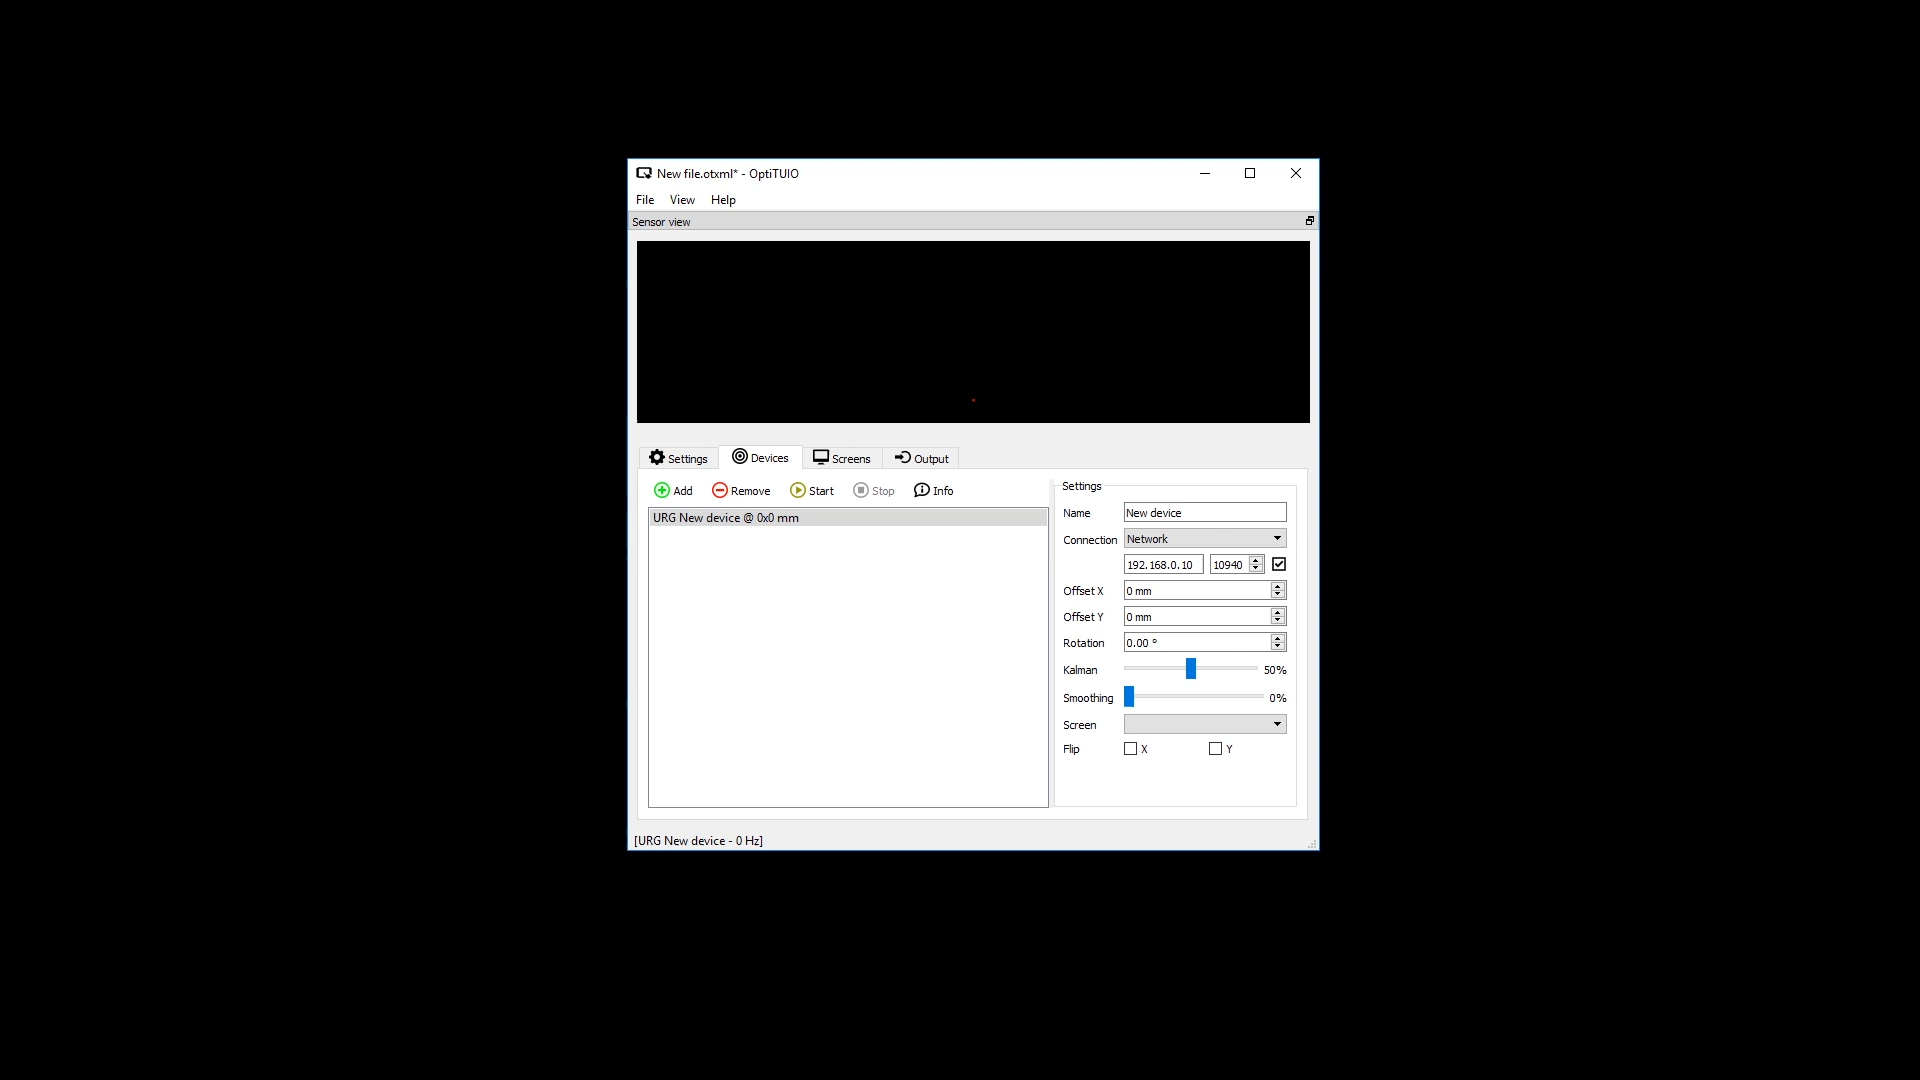 New file.otxml* - OptiTUIO
File View Help
Sensor view
Settings Devices Screens Output
Add Remove Start Stop Info
URG New device @ 0x0 mm
Settings
Name New device
Connection Network
192.168.0.10 10940
Offset X 0 mm
Offset Y 0 mm
Rotation 0.00 °
Kalman 50%
Smoothing 0%
Screen
Flip X Y
[URG New device - 0 Hz]